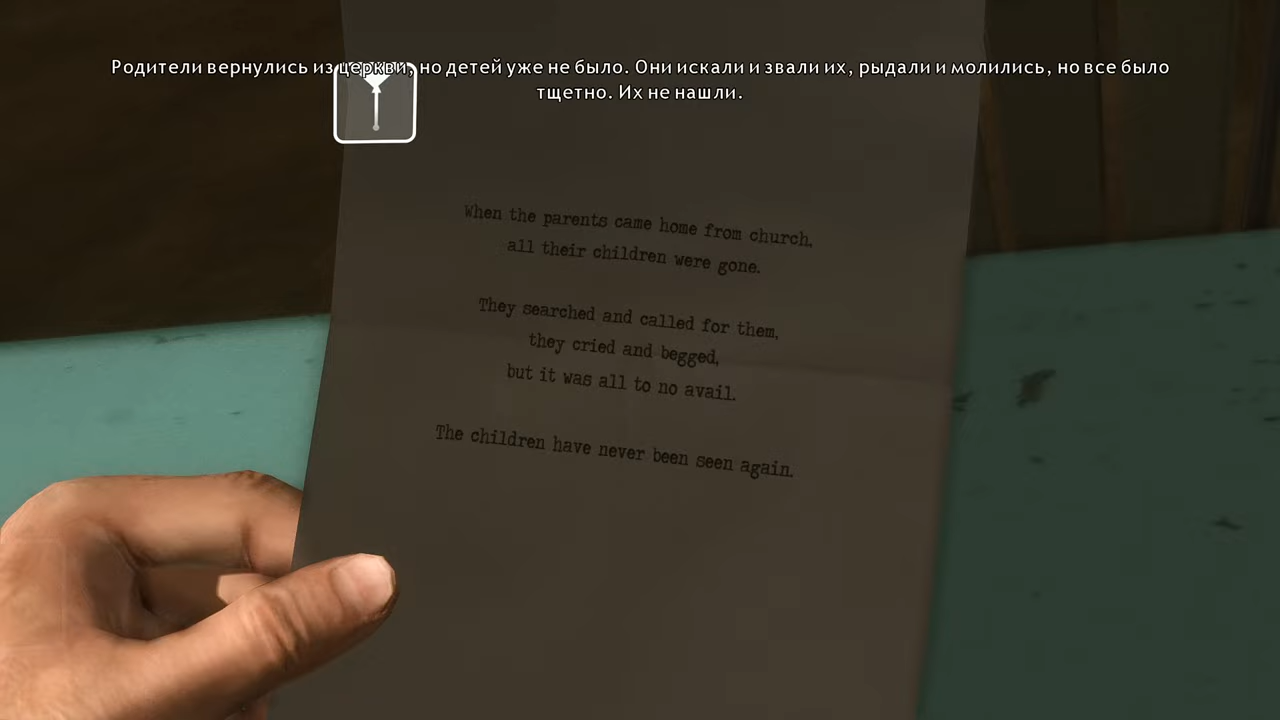 Родители вернулись из церкви, но детей уже не было. Они искали и звали их, рыдали и молились, но все было
тщетно. Их не нашли.
When the parents came home from church,
all their children were gone.
They searched and called for them,
they cried and begged,
but it was all to no avail.
The children have never been seen again.